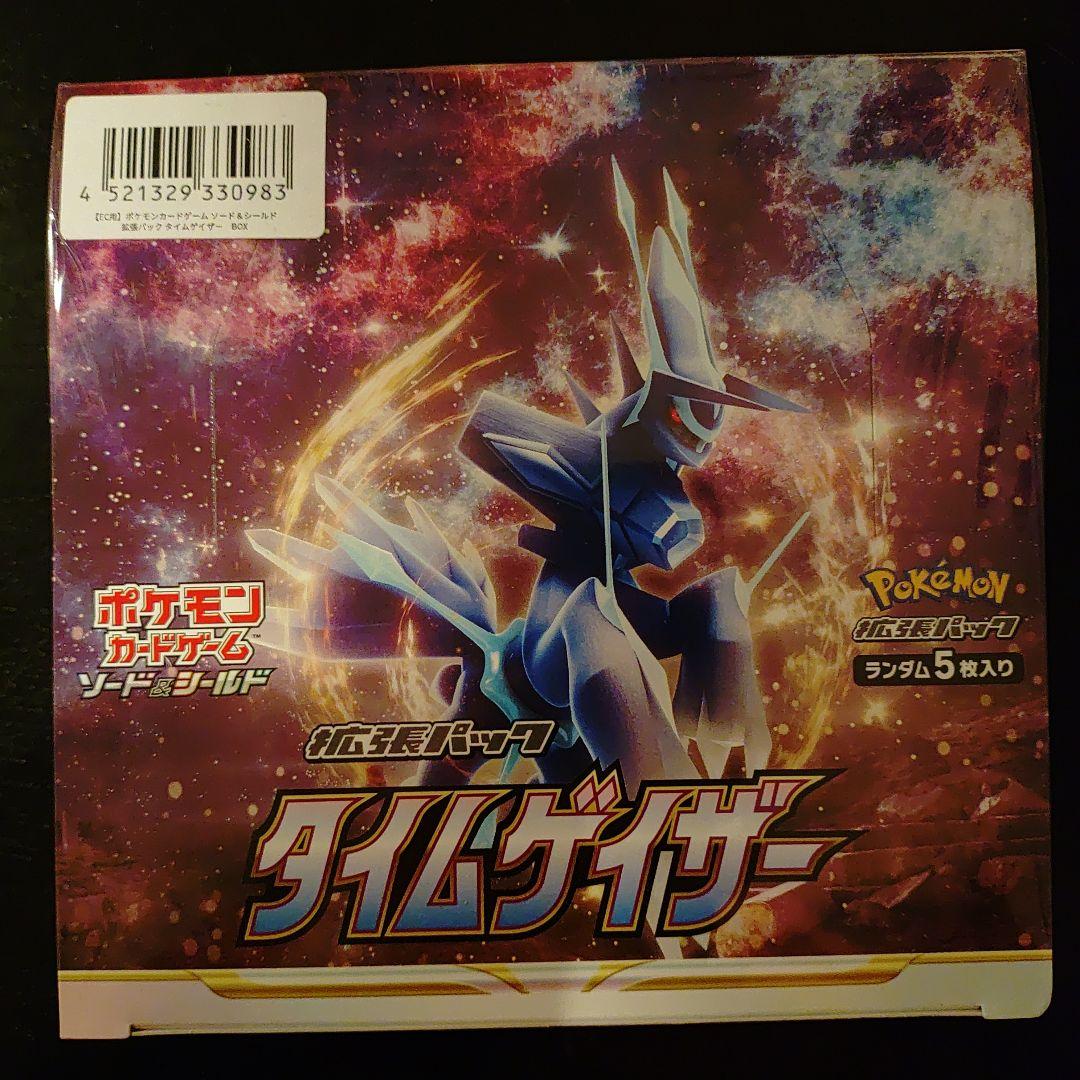 4 521329 330983
【EC用】ポケモンカードゲーム ソード＆シールド
拡張パック タイムゲイザー BOX
ポケモン
カードゲーム™
ソード&シールド
POKéMON
拡張パック
ランダム5枚入り
拡張パック
タイムゲイザー